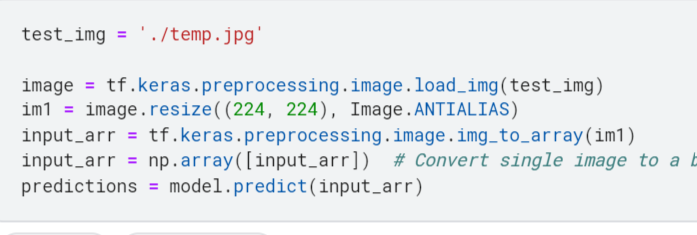 test_img = './temp.jpg'
image = tf.keras.preprocessing.image.load_img(test_img)
im1 = image.resize((224, 224), Image.ANTIALIAS)
input_arr = tf.keras.preprocessing.image.img_to_array(im1)
input_arr = np.array([input_arr])  # Convert single image to a
predictions = model.predict(input_arr)